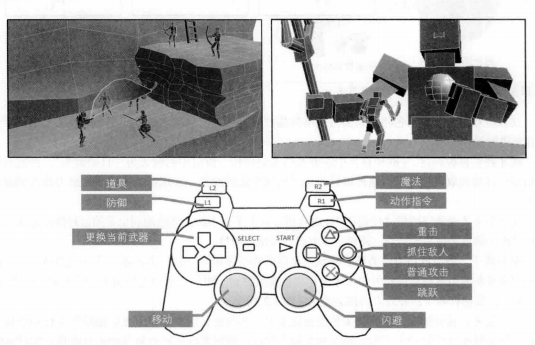 道具
L2
防御
L1
更换当前武器
SELECT
START
移动
R2
魔法
R1
动作指令
重击
抓住敌人
普通攻击
跳跃
闪避